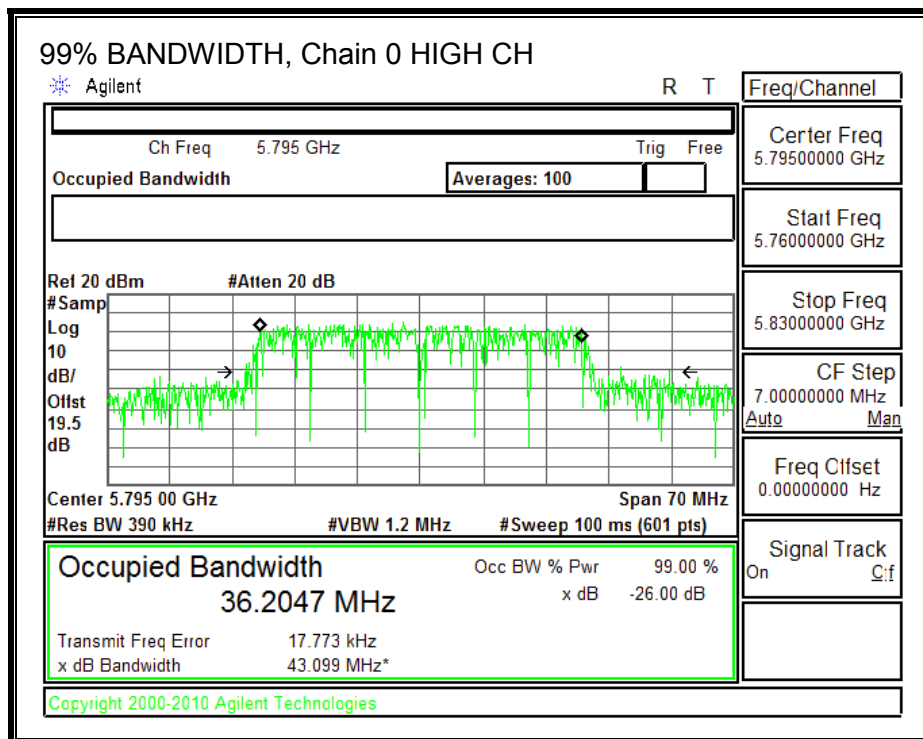 99% BANDWIDTH, Chain 0 HIGH CH
Agilent
R T
Freq/Channel
Ch Freq 5.795 GHz
Trig Free
Occupied Bandwidth
Averages: 100
Center Freq
5.79500000 GHz
Start Freq
5.76000000 GHz
Stop Freq
5.83000000 GHz
CF Step
7.00000000 MHz
Auto Man
Freq Offset
0.00000000 Hz
Signal Track
On Off
Ref 20 dBm
#Atten 20 dB
#Samp
Log
10
dB/
Offst
19.5
dB
Center 5.795 00 GHz
Span 70 MHz
#Res BW 390 kHz
#VBW 1.2 MHz
#Sweep 100 ms (601 pts)
Occupied Bandwidth
36.2047 MHz
Occ BW % Pwr 99.00 %
x dB -26.00 dB
Transmit Freq Error 17.773 kHz
x dB Bandwidth 43.099 MHz*
Copyright 2000-2010 Agilent Technologies